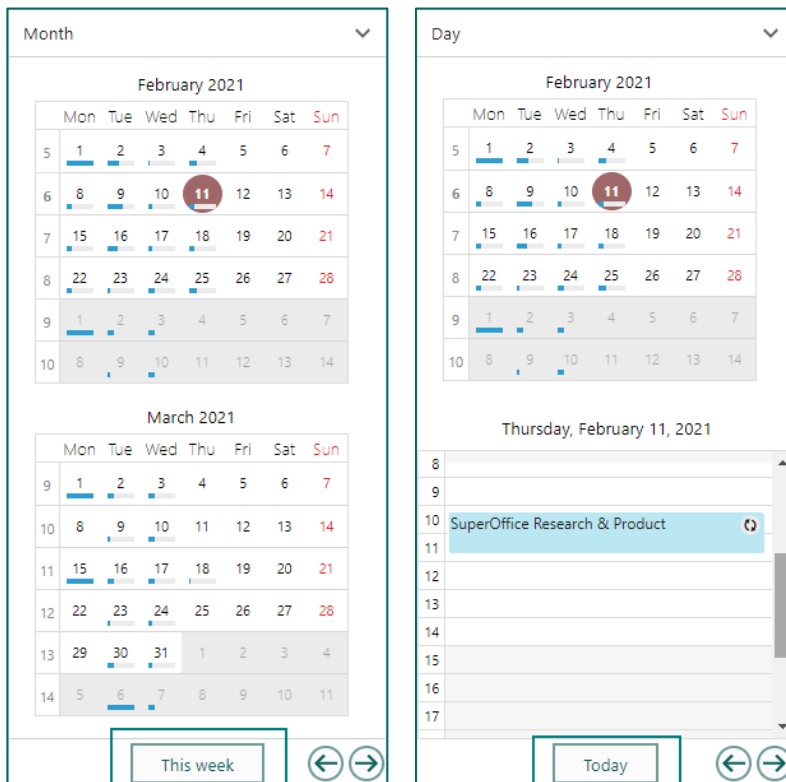 Month
February 2021
Mon Tue Wed Thu Fri Sat Sun
5 1 2 3 4 5 6 7
6 8 9 10 11 12 13 14
7 15 16 17 18 19 20 21
8 22 23 24 25 26 27 28
9 1 2 3 4 5 6 7
10 8 9 10 11 12 13 14
March 2021
Mon Tue Wed Thu Fri Sat Sun
9 1 2 3 4 5 6 7
10 8 9 10 11 12 13 14
11 15 16 17 18 19 20 21
12 22 23 24 25 26 27 28
13 29 30 31 1 2 3 4
14 5 6 7 8 9 10 11
This week
Day
February 2021
Mon Tue Wed Thu Fri Sat Sun
5 1 2 3 4 5 6 7
6 8 9 10 11 12 13 14
7 15 16 17 18 19 20 21
8 22 23 24 25 26 27 28
9 1 2 3 4 5 6 7
10 8 9 10 11 12 13 14
Thursday, February 11, 2021
8
9
10 SuperOffice Research & Product
11
12
13
14
15
16
17
Today